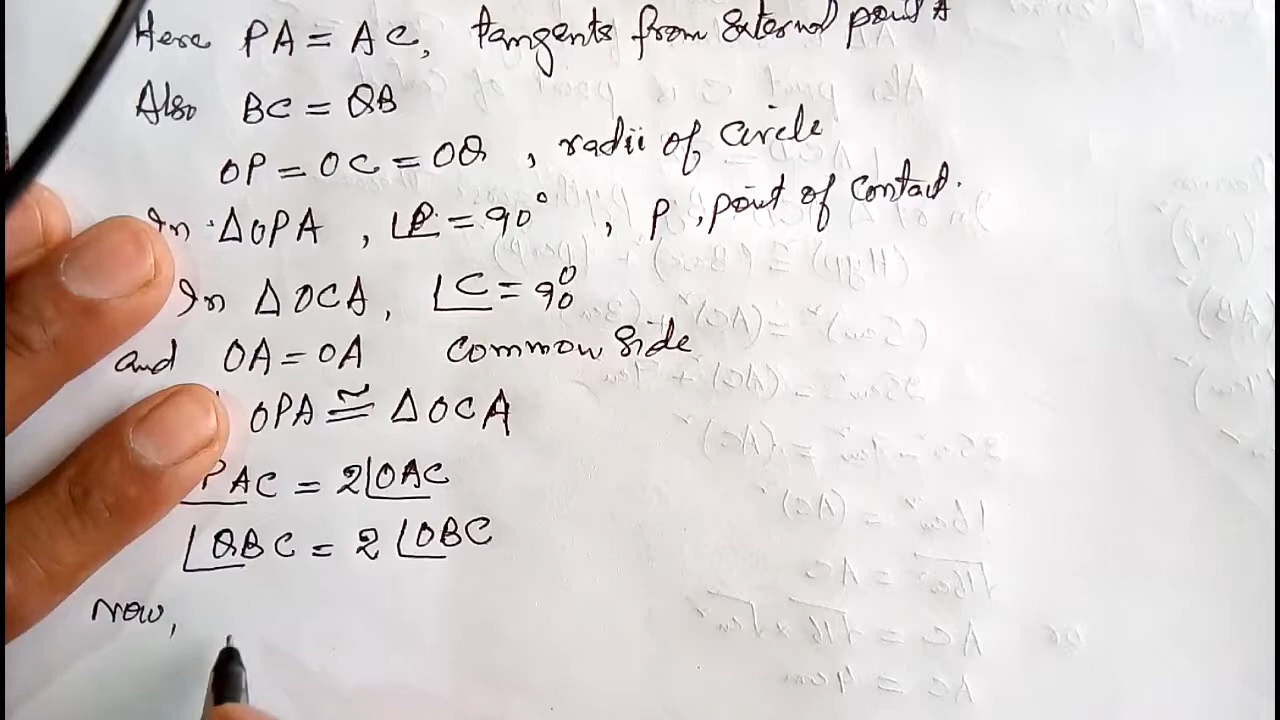 Here PA = AC, tangents from external point A
Also BC = QB
OP = OC = OQ , radii of circle
In ΔOPA , ∠P = 90° , P, point of contact.
In ΔOCA, ∠C = 90°
and OA = OA common side
OPA ≅ ΔOCA
PAC = 2∠OAC
∠QBC = 2∠OBC
Now,